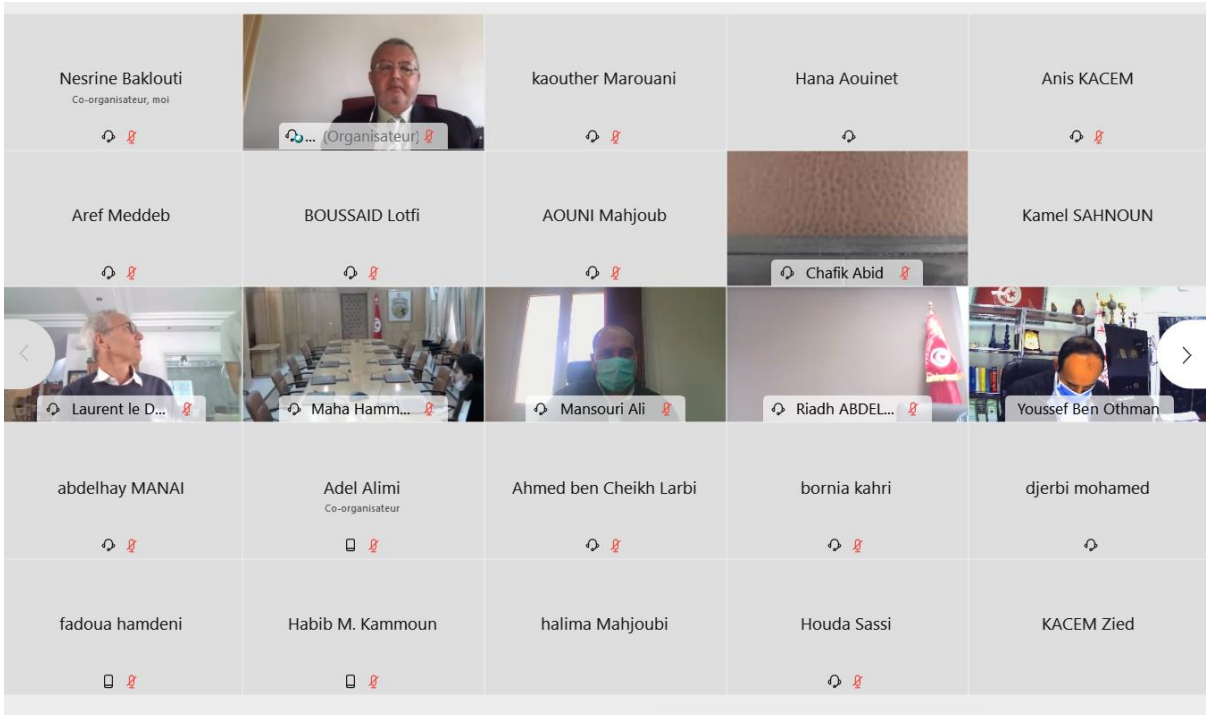 Nesrine Baklouti
Co-organisateur, moi
... (Organisateur)
kaouther Marouani
Hana Aouinet
Anis KACEM
Aref Meddeb
BOUSSAID Lotfi
AOUNI Mahjoub
Chafik Abid
Kamel SAHNOUN
Laurent le D...
Maha Hamm...
Mansouri Ali
Riadh ABDEL...
Youssef Ben Othman
abdelhay MANAI
Adel Alimi
Co-organisateur
Ahmed ben Cheikh Larbi
bornia kahri
djerbi mohamed
fadoua hamdeni
Habib M. Kammoun
halima Mahjoubi
Houda Sassi
KACEM Zied